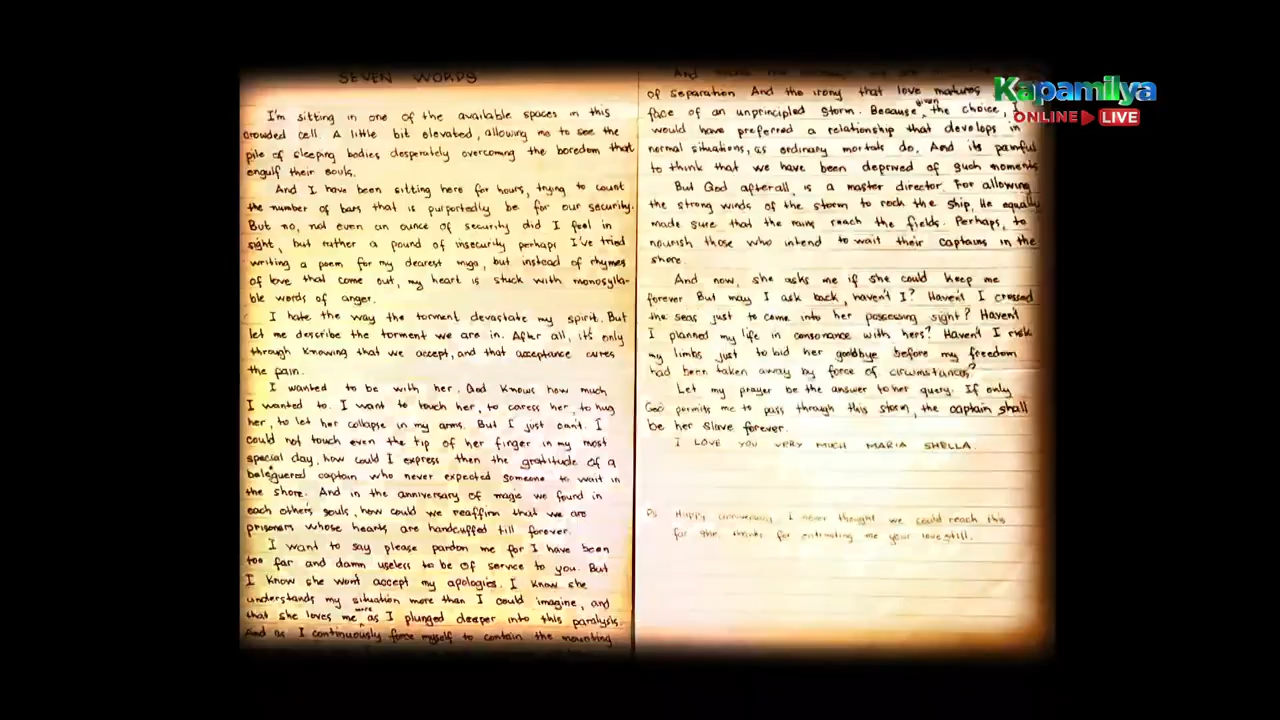 SEVEN WORDS
I'm sitting in one of the available spaces in this
crowded cell A little bit elevated, allowing me to see the
pile of sleeping bodies desperately overcoming the boredom that
engulf their souls.
And I have been sitting here for hours, trying to count
the number of bars that is purportedly be for our security.
But no, not even an ounce of security did I feel in
sight, but rather a pound of insecurity perhaps I've tried
writing a poem for my dearest miga, but instead of rhymes
of love that come out, my heart is stuck with monosylla-
ble words of anger.
I hate the way the torment devastate my spirit. But
let me describe the torment we are in. After all, it's only
through knowing that we accept, and that acceptance cures
the pain.
I wanted to be with her. God knows how much
I wanted to. I want to touch her, to caress her, to hug
her, to let her collapse in my arms. But I just can't. I
could not touch even the tip of her finger in my most
special day, how could I express then the gratitude of a
beleguered captain who never expected someone to wait in
the shore. And in the anniversary of magic we found in
each other's souls, how could we reaffirm that we are
prisoners whose hearts are handcuffed till forever.
I want to say please pardon me for I have been
too far and damn useless to be of service to you. But
I know she won't accept my apologies. I know she
understands my situation more than I could imagine, and
that she loves me more as I plunged deeper into this paralysis.
And as I continuously force myself to contain the mounting
And
of separation And the irony that love matures
face of an unprincipled storm. Because given the choice, I
would have preferred a relationship that develops in
normal situations, as ordinary mortals do. And its painful
to think that we have been deprived of such moments
But God afterall, is a master director. For allowing
the strong winds of the storm to rock the ship, He equally
made sure that the rains reach the fields. Perhaps, to
nourish those who intend to wait their captains in the
shore.
And now, she asks me if she could keep me
forever But may I ask back, haven't I? Haven't I crossed
the seas just to come into her possessing sight? Haven't
I planned my life in consonance with hers? Haven't I risk
my limbs just to bid her goodbye before my freedom
had been taken away by force of circumstances?
Let my prayer be the answer to her query. If only
God permits me to pass through this storm, the captain shall
be her slave forever.
I LOVE YOU VERY MUCH MARIA SHELLA.
Ps Happy anniversary. I never thought we could reach this
far thanks for entrusting me your love still.
Kapamilya
ONLINE LIVE